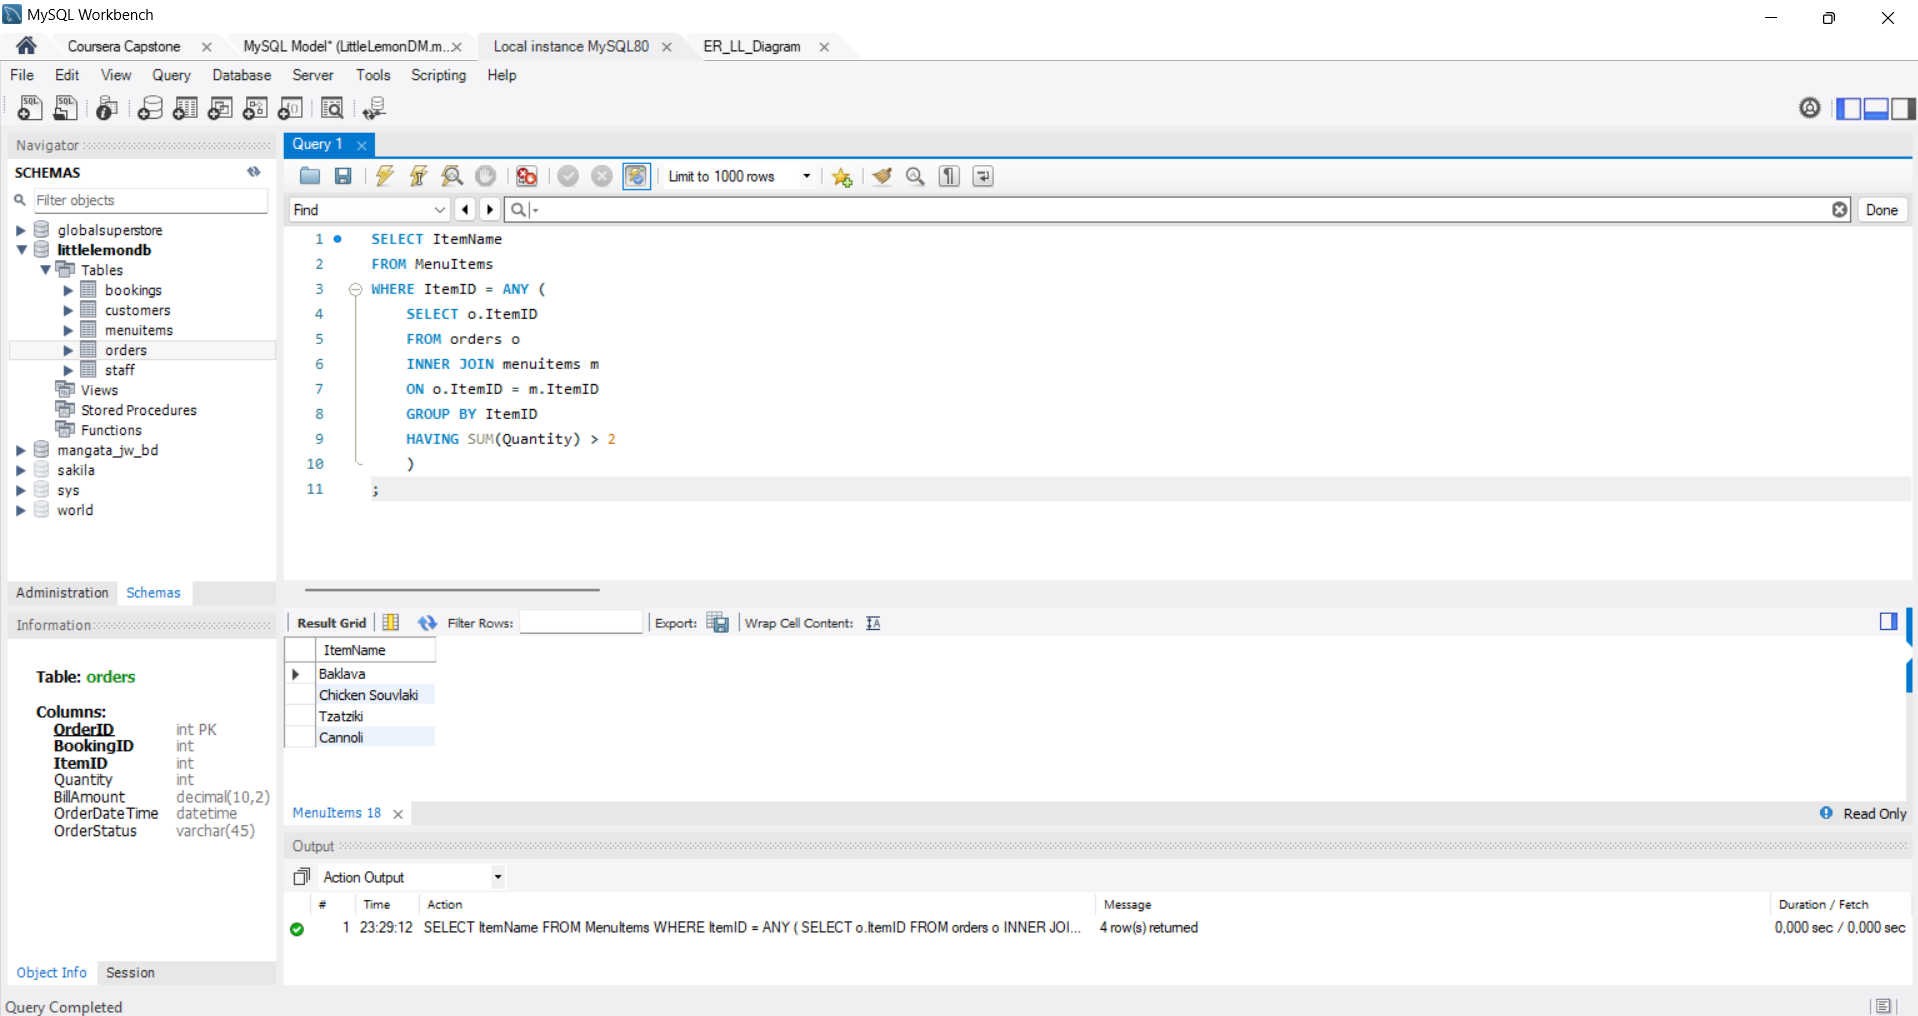 MySQL Workbench
Coursera Capstone
MySQL Model* (LittleLemonDM.m...
Local instance MySQL80
ER_LL_Diagram
File Edit View Query Database Server Tools Scripting Help
Navigator
SCHEMAS
Filter objects
globalsuperstore
littlelemondb
Tables
bookings
customers
menuitems
orders
staff
Views
Stored Procedures
Functions
mangata_jw_bd
sakila
sys
world
Administration Schemas
Information
Table: orders
Columns:
OrderID int PK
BookingID int
ItemID int
Quantity int
BillAmount decimal(10,2)
OrderDateTime datetime
OrderStatus varchar(45)
Object Info Session
Query Completed
Query 1
Limit to 1000 rows
Find
Done
1 SELECT ItemName
2 FROM MenuItems
3 WHERE ItemID = ANY (
4 SELECT o.ItemID
5 FROM orders o
6 INNER JOIN menuitems m
7 ON o.ItemID = m.ItemID
8 GROUP BY ItemID
9 HAVING SUM(Quantity) > 2
10 )
11 ;
Result Grid Filter Rows: Export: Wrap Cell Content:
ItemName
Baklava
Chicken Souvlaki
Tzatziki
Cannoli
MenuItems 18
Read Only
Output
Action Output
# Time Action Message Duration / Fetch
1 23:29:12 SELECT ItemName FROM MenuItems WHERE ItemID = ANY ( SELECT o.ItemID FROM orders o INNER JOI... 4 row(s) returned 0,000 sec / 0,000 sec